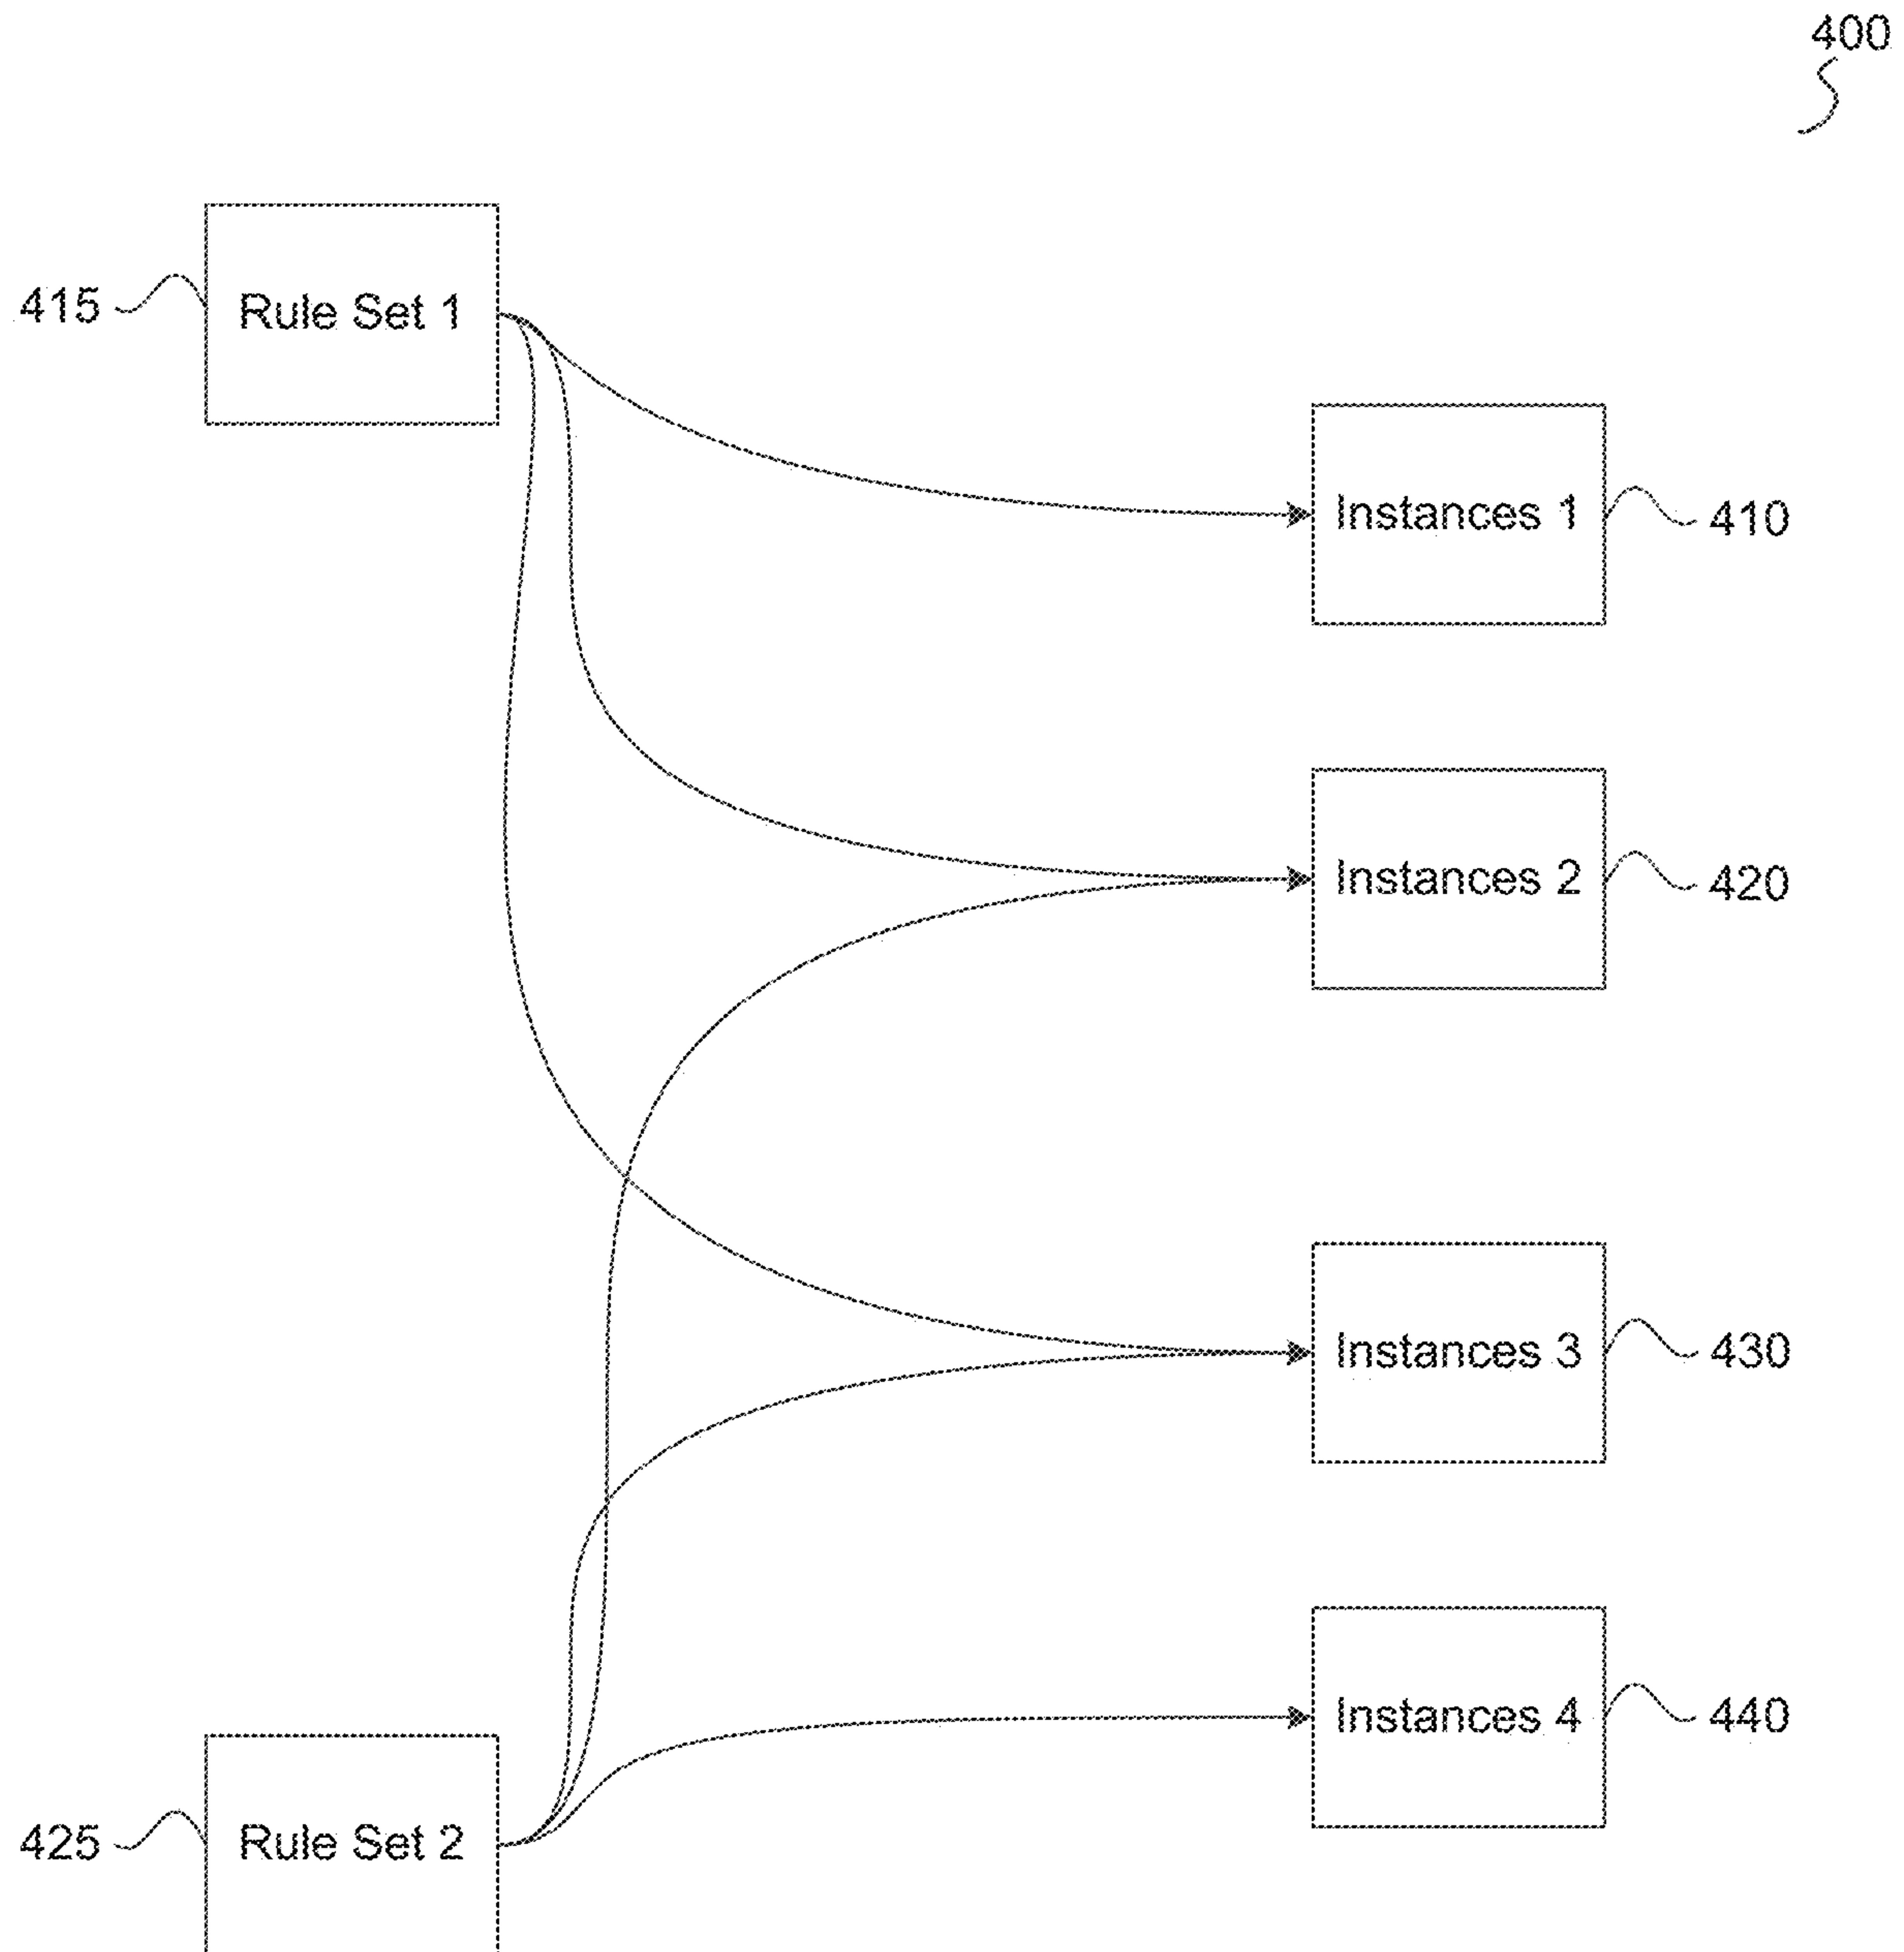 400
415
Rule Set 1
Instances 1
410
Instances 2
420
Instances 3
430
Instances 4
440
425
Rule Set 2